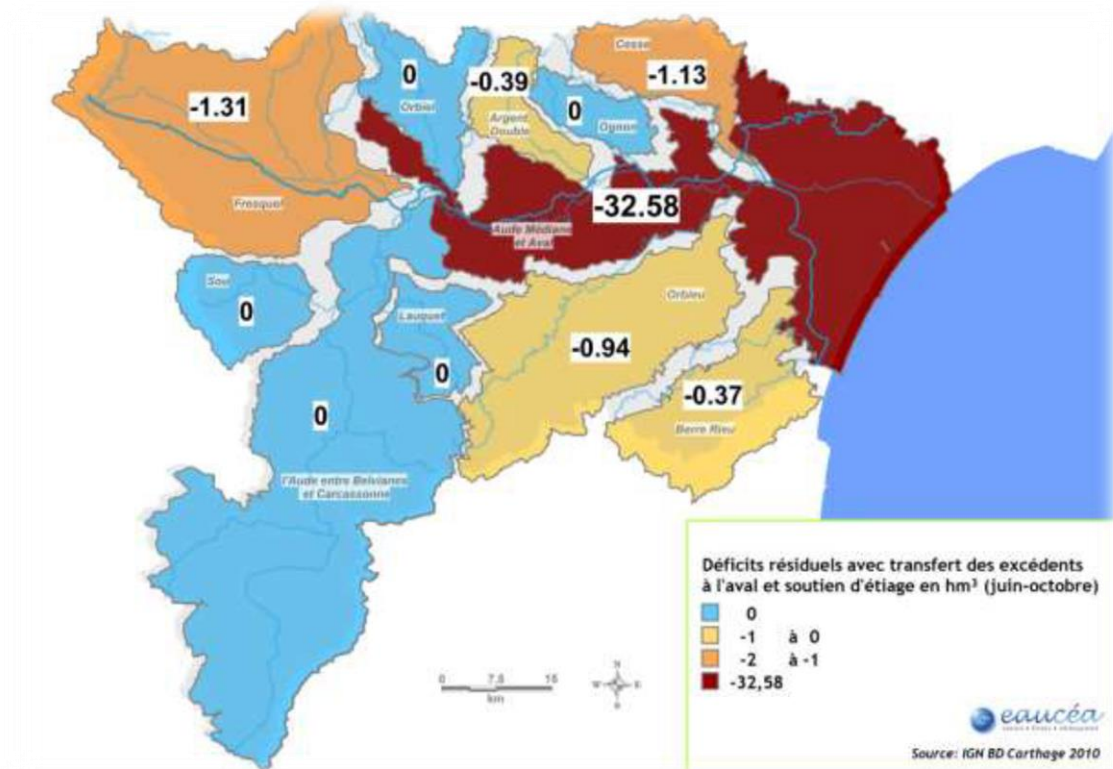 Cesse
-1.13
0
Orbiel
-0.39
Argent
Double
0
Ognon
-1.31
Fresquel
-32.58
Aude Médiane
et Aval
Sou
0
Lauquet
0
Orbieu
-0.94
-0.37
Berre Rieu
0
l'Aude entre Belvianes
et Carcassonne
Déficits résiduels avec transfert des excédents
à l'aval et soutien d'étiage en hm³ (juin-octobre)
0
-1 à 0
-2 à -1
-32,58
0 7,5 15
km
N
W E
S
eaucéa
Source: IGN BD Carthage 2010